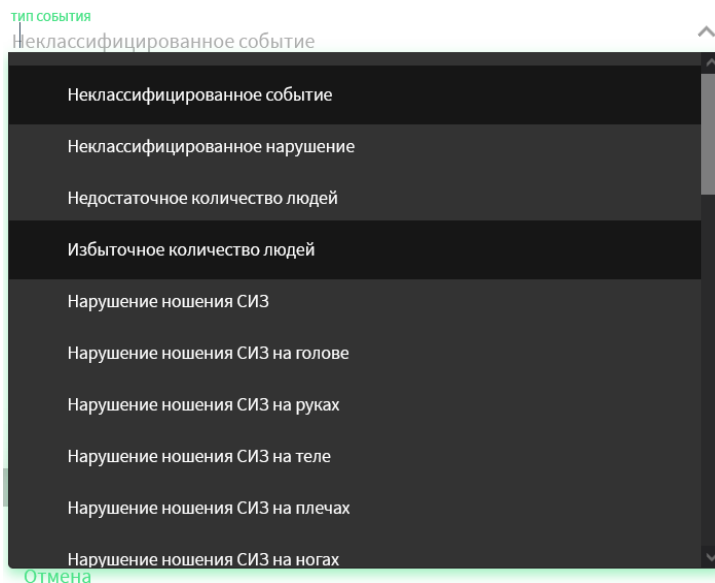 тип события
Неклассифицированное событие
Неклассифицированное событие
Неклассифицированное нарушение
Недостаточное количество людей
Избыточное количество людей
Нарушение ношения СИЗ
Нарушение ношения СИЗ на голове
Нарушение ношения СИЗ на руках
Нарушение ношения СИЗ на теле
Нарушение ношения СИЗ на плечах
Нарушение ношения СИЗ на ногах
Отмена